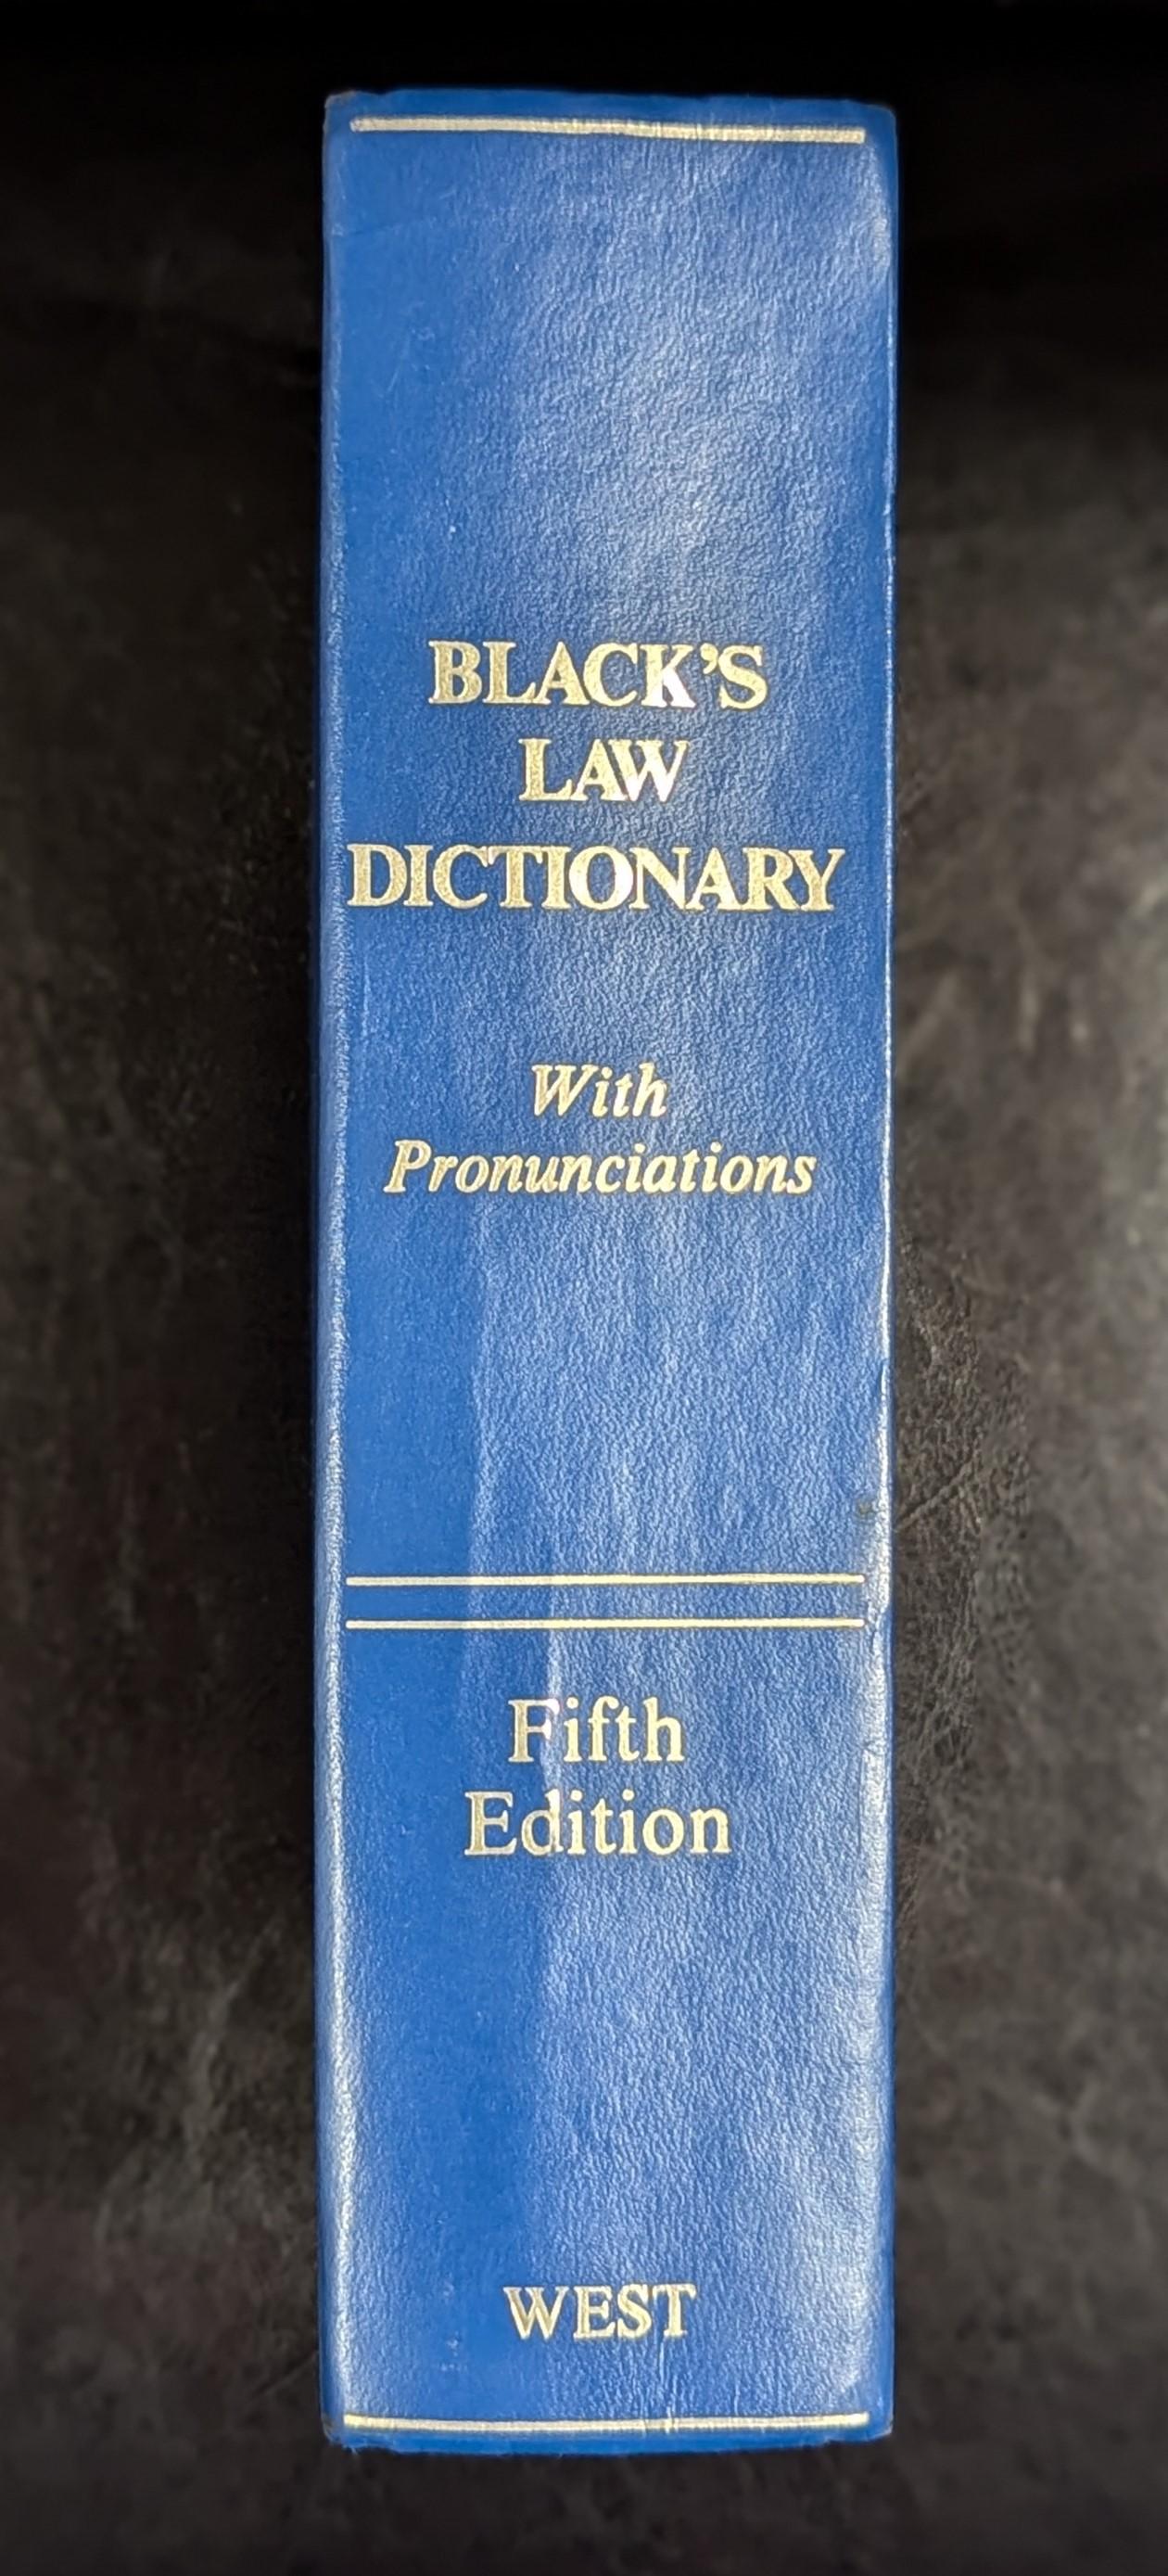 BLACK'S
LAW
DICTIONARY
With
Pronunciations
Fifth
Edition
WEST